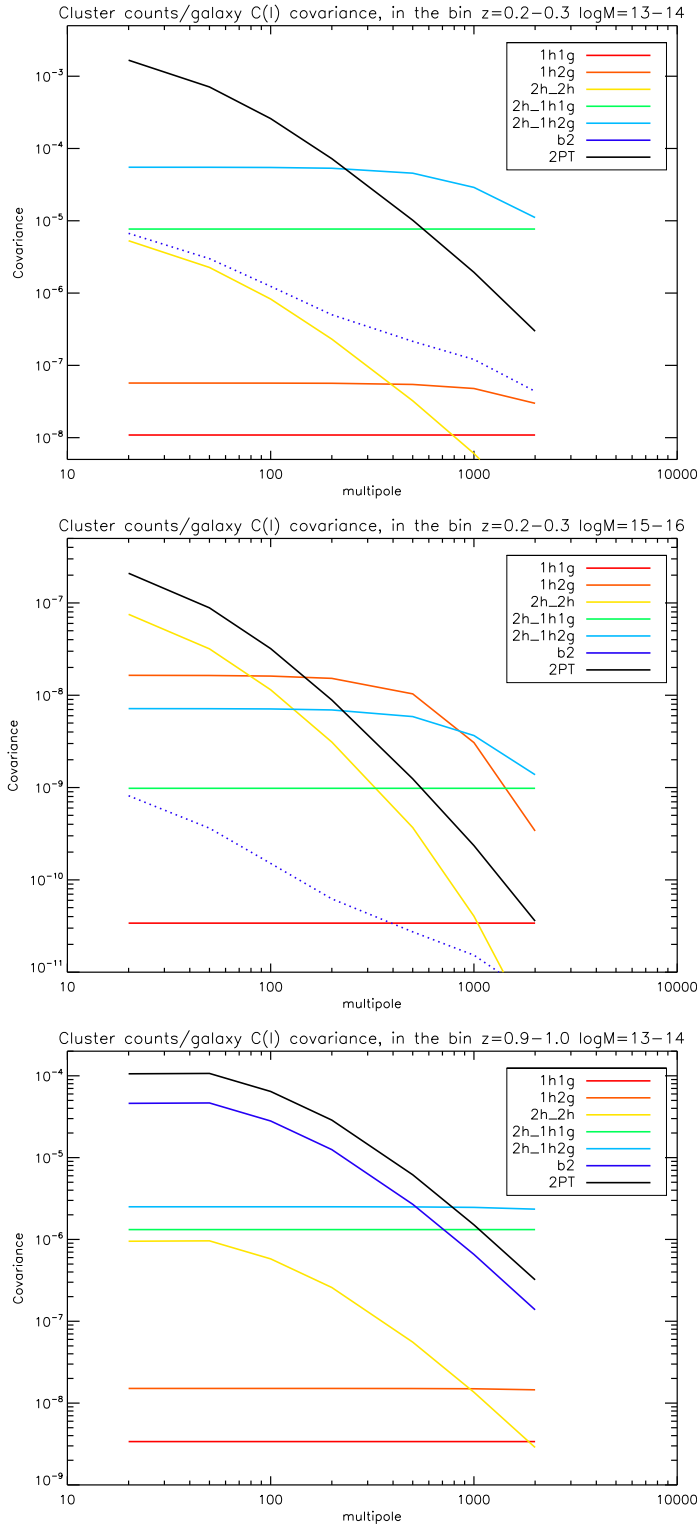 Cluster counts/galaxy C(l) covariance, in the bin z=0.2−0.3 logM=13−14
1h1g
1h2g
2h_2h
2h_1h1g
2h_1h2g
b2
2PT
10⁻³
10⁻⁴
10⁻⁵
10⁻⁶
10⁻⁷
10⁻⁸
Covariance
10 100 1000 10000
multipole
Cluster counts/galaxy C(l) covariance, in the bin z=0.2−0.3 logM=15−16
1h1g
1h2g
2h_2h
2h_1h1g
2h_1h2g
b2
2PT
10⁻⁷
10⁻⁸
10⁻⁹
10⁻¹⁰
10⁻¹¹
Covariance
10 100 1000 10000
multipole
Cluster counts/galaxy C(l) covariance, in the bin z=0.9−1.0 logM=13−14
1h1g
1h2g
2h_2h
2h_1h1g
2h_1h2g
b2
2PT
10⁻⁴
10⁻⁵
10⁻⁶
10⁻⁷
10⁻⁸
10⁻⁹
Covariance
10 100 1000 10000
multipole